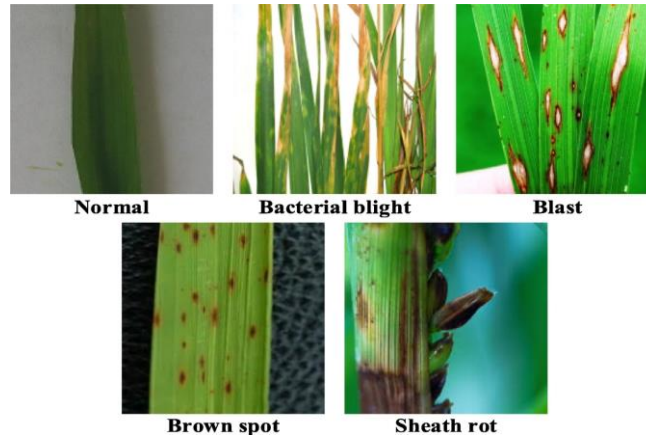 Normal
Bacterial blight
Blast
Brown spot
Sheath rot